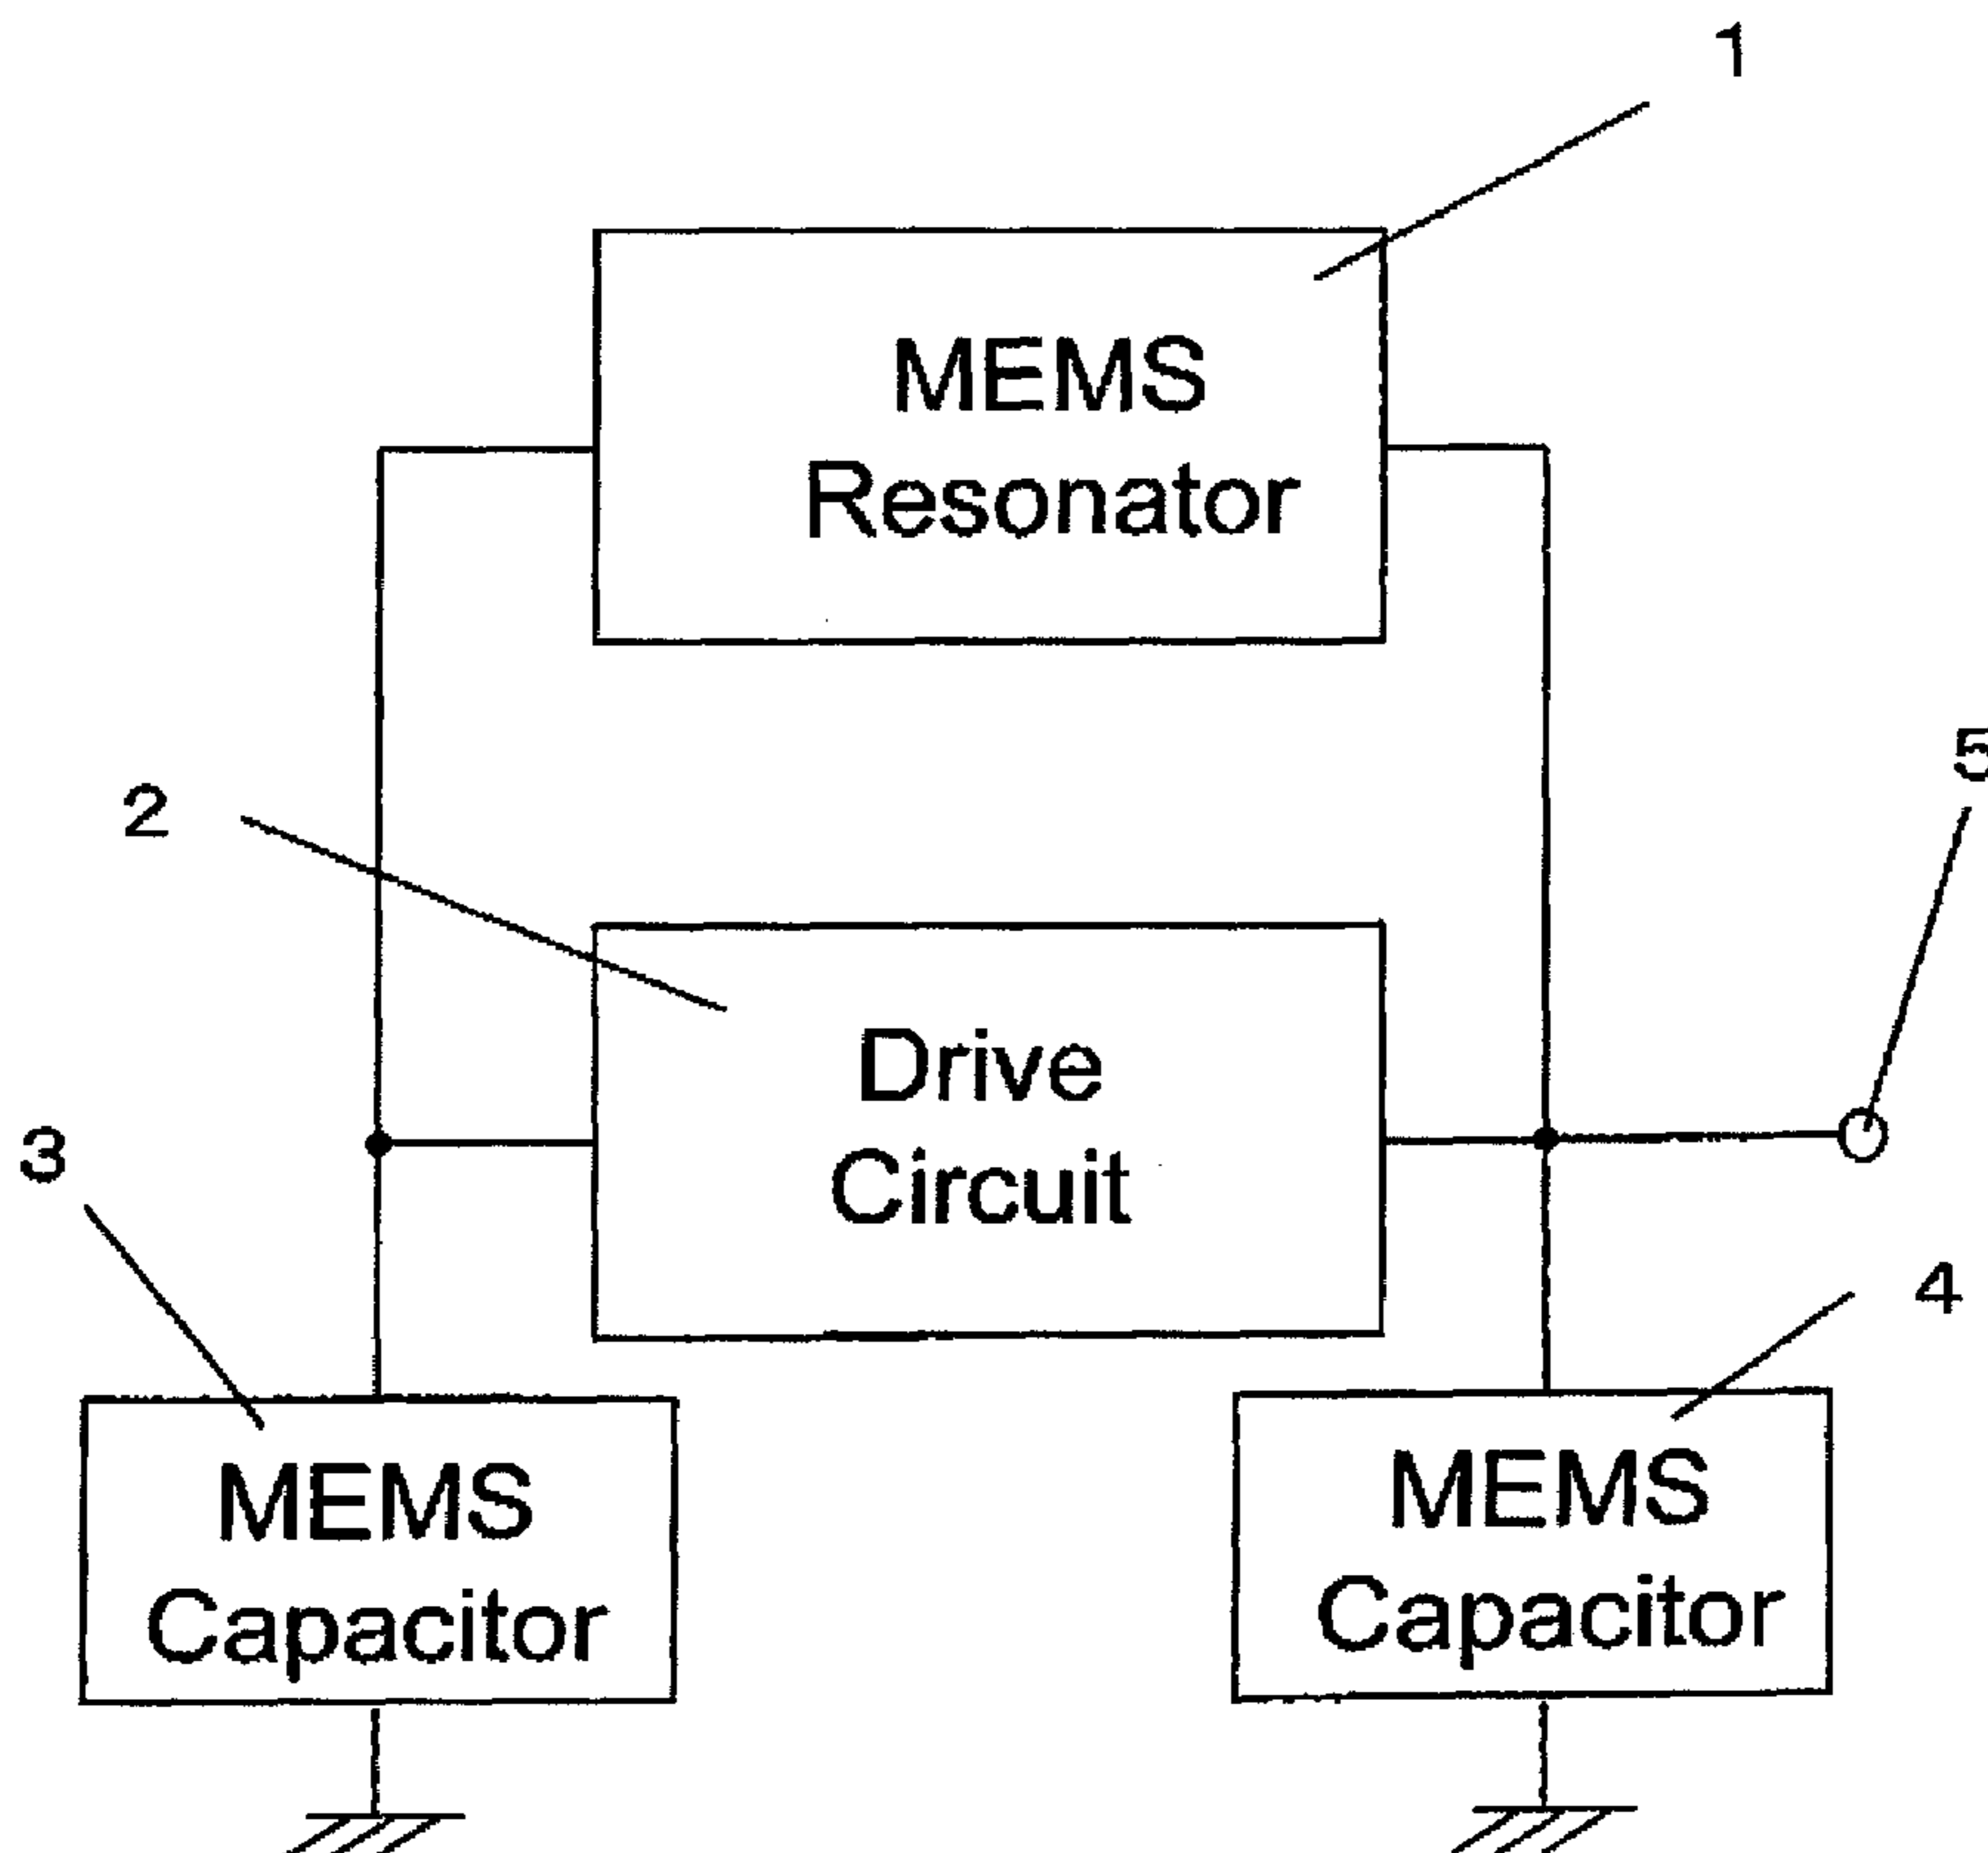 1
MEMS
Resonator
5
2
Drive
Circuit
3
4
MEMS
Capacitor
MEMS
Capacitor